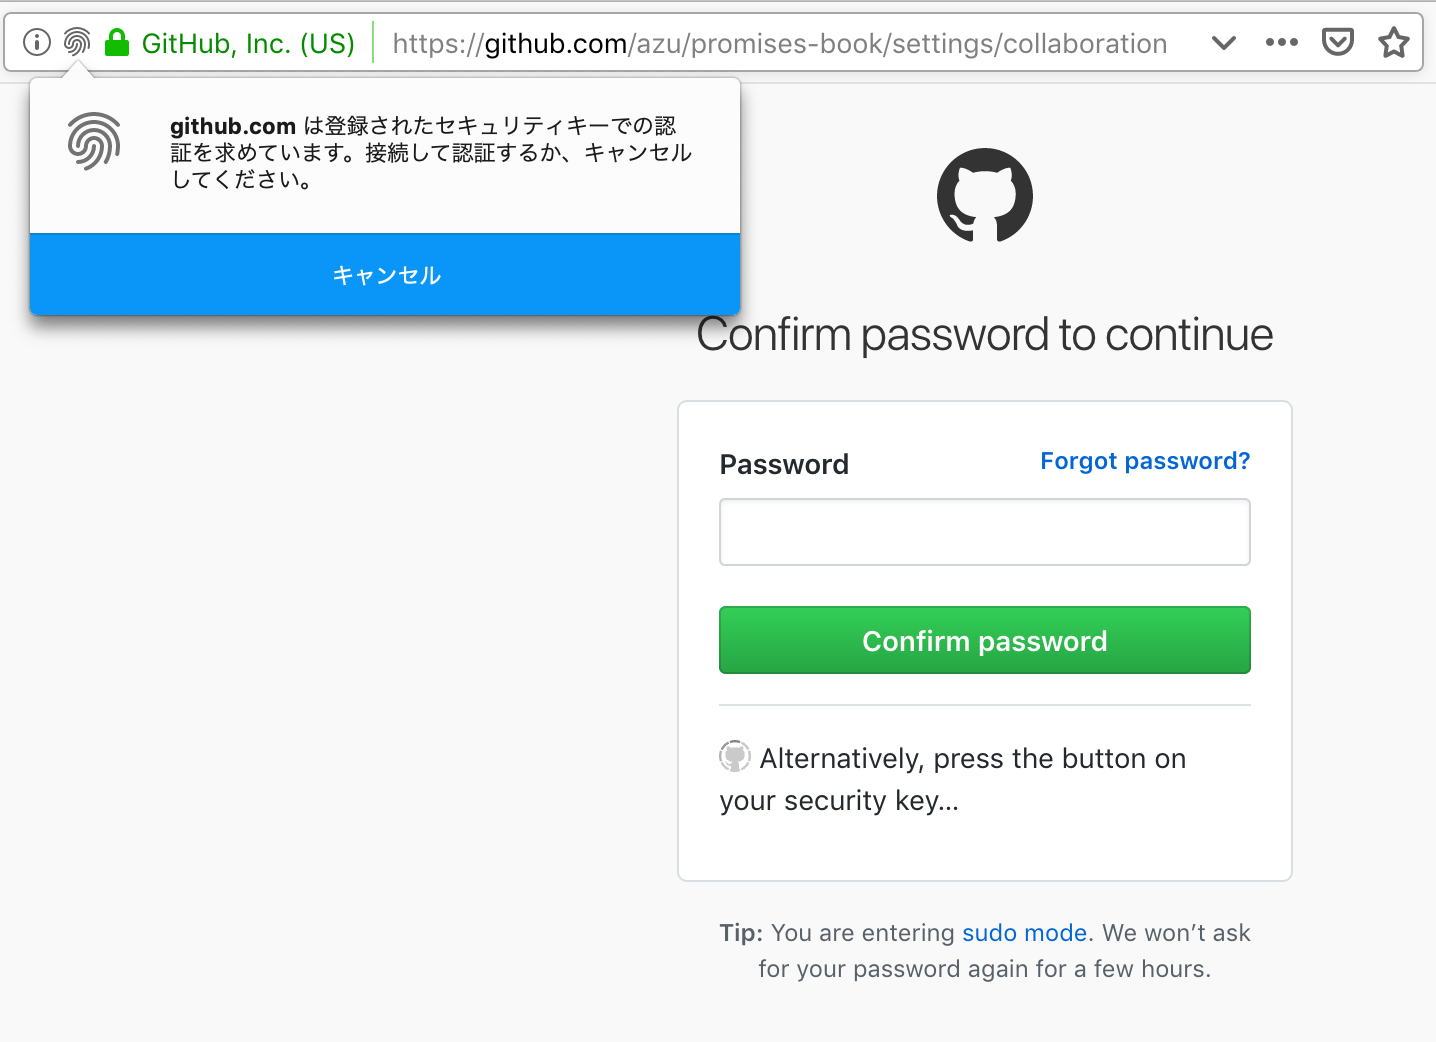 GitHub, Inc. (US) https://github.com/azu/promises-book/settings/collaboration
github.com は登録されたセキュリティキーでの認
証を求めています。接続して認証するか、キャンセル
してください。
キャンセル
Confirm password to continue
Password Forgot password?
Confirm password
Alternatively, press the button on
your security key...
Tip: You are entering sudo mode. We won’t ask
for your password again for a few hours.